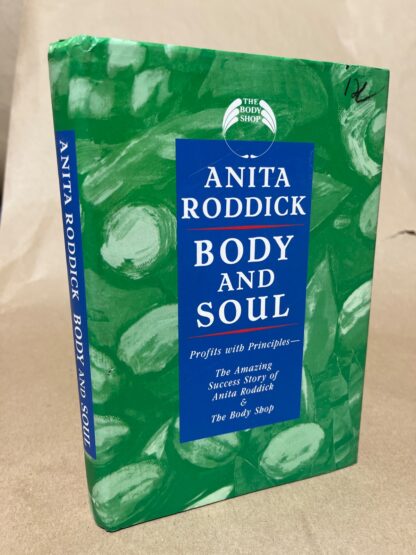 THE
BODY
SHOP
ANITA
RODDICK
BODY
AND
SOUL
Profits with Principles—
The Amazing
Success Story of
Anita Roddick
&
The Body Shop
ANITA RODDICK BODY AND SOUL